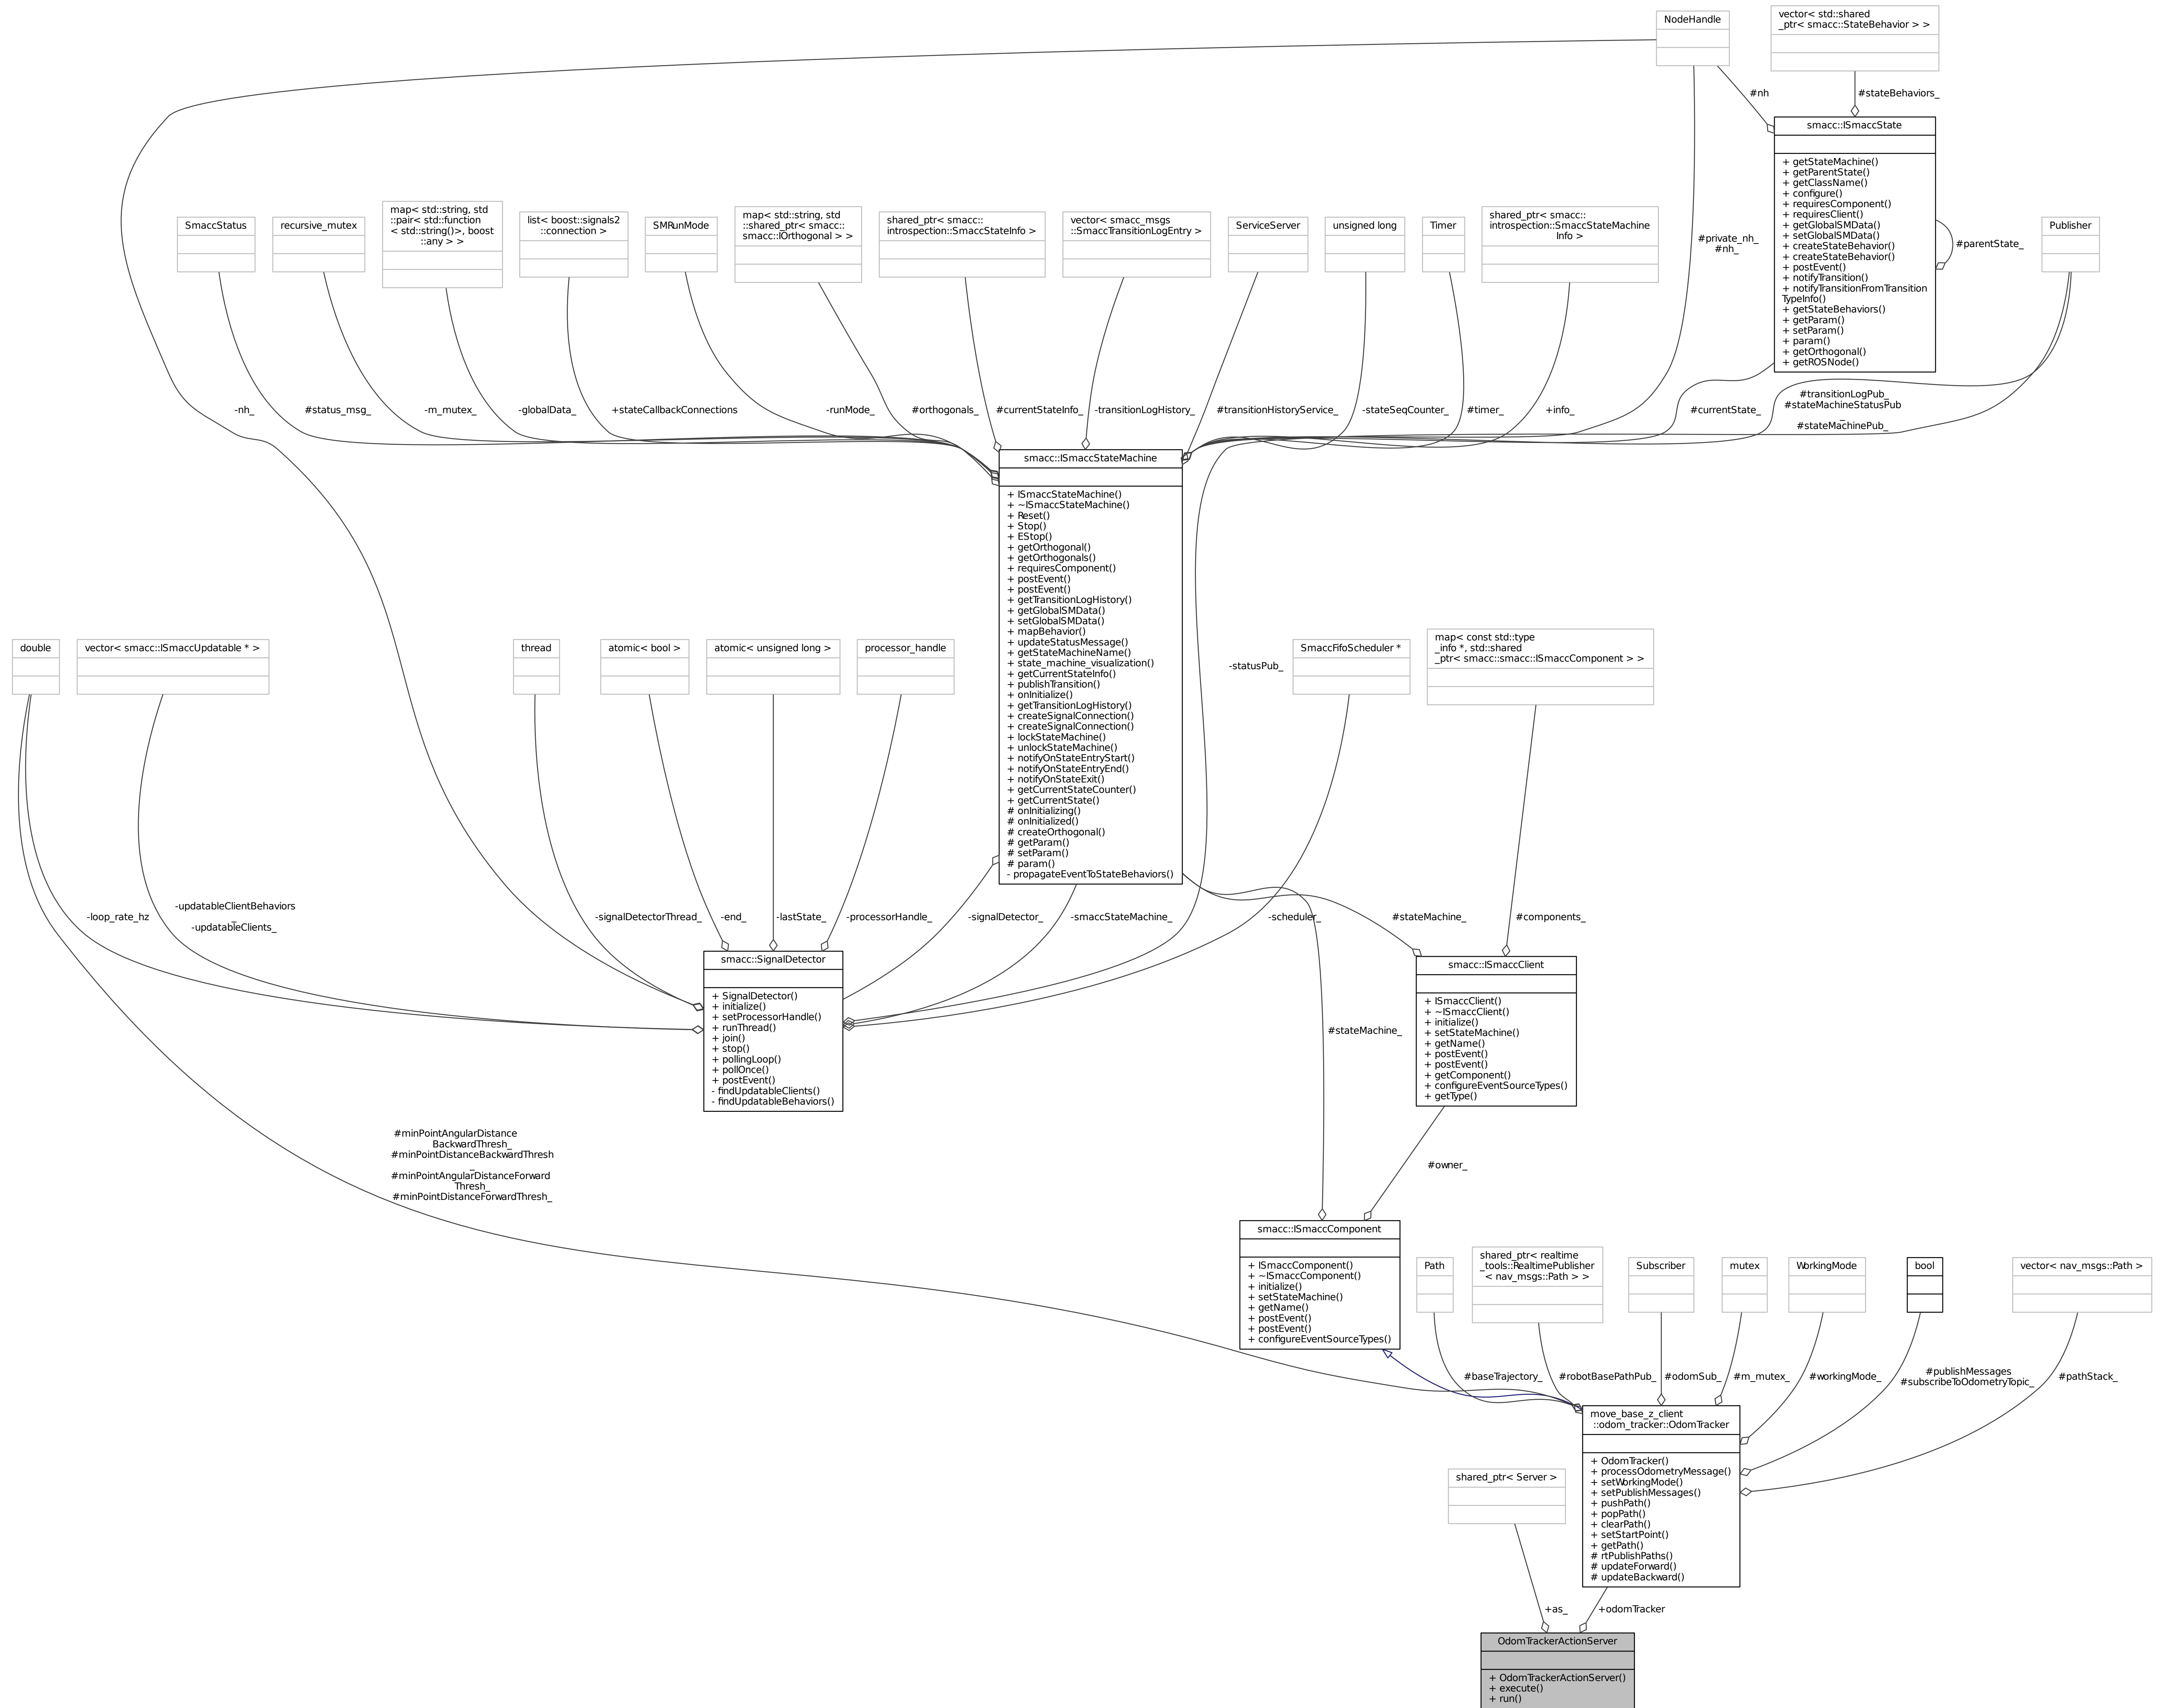 NodeHandle
vector< std::shared
_ptr< smacc::StateBehavior > >
#nh
#stateBehaviors_
smacc::ISmaccState
+ getStateMachine()
+ getParentState()
+ getClassName()
+ configure()
+ requiresComponent()
+ requiresClient()
+ getGlobalSMData()
+ setGlobalSMData()
+ createStateBehavior()
+ createStateBehavior()
+ postEvent()
+ notifyTransition()
+ notifyTransitionFromTransition
TypeInfo()
+ getStateBehaviors()
+ getParam()
+ setParam()
+ param()
+ getOrthogonal()
+ getROSNode()
#parentState_
SmaccStatus
recursive_mutex
map< std::string, std
::pair< std::function
< std::string()>, boost
::any > >
list< boost::signals2
::connection >
SMRunMode
map< std::string, std
::shared_ptr< smacc::
smacc::IOrthogonal > >
shared_ptr< smacc::
introspection::SmaccStateInfo >
vector< smacc_msgs
::SmaccTransitionLogEntry >
ServiceServer
unsigned long
Timer
shared_ptr< smacc::
introspection::SmaccStateMachine
Info >
Publisher
#private_nh_
#nh_
-nh_
#status_msg_
-m_mutex_
-globalData_
+stateCallbackConnections
-runMode_
#orthogonals_
#currentStateInfo_
-transitionLogHistory_
#transitionHistoryService_
-stateSeqCounter_
#timer_
+info_
#currentState_
#transitionLogPub_
#stateMachineStatusPub
_
#stateMachinePub_
smacc::ISmaccStateMachine
+ ISmaccStateMachine()
+ ~ISmaccStateMachine()
+ Reset()
+ Stop()
+ EStop()
+ getOrthogonal()
+ getOrthogonals()
+ requiresComponent()
+ postEvent()
+ postEvent()
+ getTransitionLogHistory()
+ getGlobalSMData()
+ setGlobalSMData()
+ mapBehavior()
+ updateStatusMessage()
+ getStateMachineName()
+ state_machine_visualization()
+ getCurrentStateInfo()
+ publishTransition()
+ onInitialize()
+ getTransitionLogHistory()
+ createSignalConnection()
+ createSignalConnection()
+ lockStateMachine()
+ unlockStateMachine()
+ notifyOnStateEntryStart()
+ notifyOnStateEntryEnd()
+ notifyOnStateExit()
+ getCurrentStateCounter()
+ getCurrentState()
# onInitializing()
# onInitialized()
# createOrthogonal()
# getParam()
# setParam()
# param()
- propagateEventToStateBehaviors()
double
vector< smacc::ISmaccUpdatable * >
thread
atomic< bool >
atomic< unsigned long >
processor_handle
-statusPub_
SmaccFifoScheduler *
map< const std::type
_info *, std::shared
_ptr< smacc::smacc::ISmaccComponent > >
-loop_rate_hz
-updatableClientBehaviors
_
-updatableClients_
-signalDetectorThread_
-end_
-lastState_
-processorHandle_
-signalDetector_
-smaccStateMachine_
-scheduler_
#stateMachine_
#components_
smacc::SignalDetector
+ SignalDetector()
+ initialize()
+ setProcessorHandle()
+ runThread()
+ join()
+ stop()
+ pollingLoop()
+ pollOnce()
+ postEvent()
- findUpdatableClients()
- findUpdatableBehaviors()
smacc::ISmaccClient
+ ISmaccClient()
+ ~ISmaccClient()
+ initialize()
+ setStateMachine()
+ getName()
+ postEvent()
+ postEvent()
+ getComponent()
+ configureEventSourceTypes()
+ getType()
#stateMachine_
#minPointAngularDistance
BackwardThresh_
#minPointDistanceBackwardThresh
_
#minPointAngularDistanceForward
Thresh_
#minPointDistanceForwardThresh_
#owner_
smacc::ISmaccComponent
+ ISmaccComponent()
+ ~ISmaccComponent()
+ initialize()
+ setStateMachine()
+ getName()
+ postEvent()
+ postEvent()
+ configureEventSourceTypes()
Path
shared_ptr< realtime
_tools::RealtimePublisher
< nav_msgs::Path > >
Subscriber
mutex
WorkingMode
bool
vector< nav_msgs::Path >
#baseTrajectory_
#robotBasePathPub_
#odomSub_
#m_mutex_
#workingMode_
#publishMessages
#subscribeToOdometryTopic_
#pathStack_
move_base_z_client
::odom_tracker::OdomTracker
+ OdomTracker()
+ processOdometryMessage()
+ setWorkingMode()
+ setPublishMessages()
+ pushPath()
+ popPath()
+ clearPath()
+ setStartPoint()
+ getPath()
# rtPublishPaths()
# updateForward()
# updateBackward()
shared_ptr< Server >
+as_
+odomTracker
OdomTrackerActionServer
+ OdomTrackerActionServer()
+ execute()
+ run()